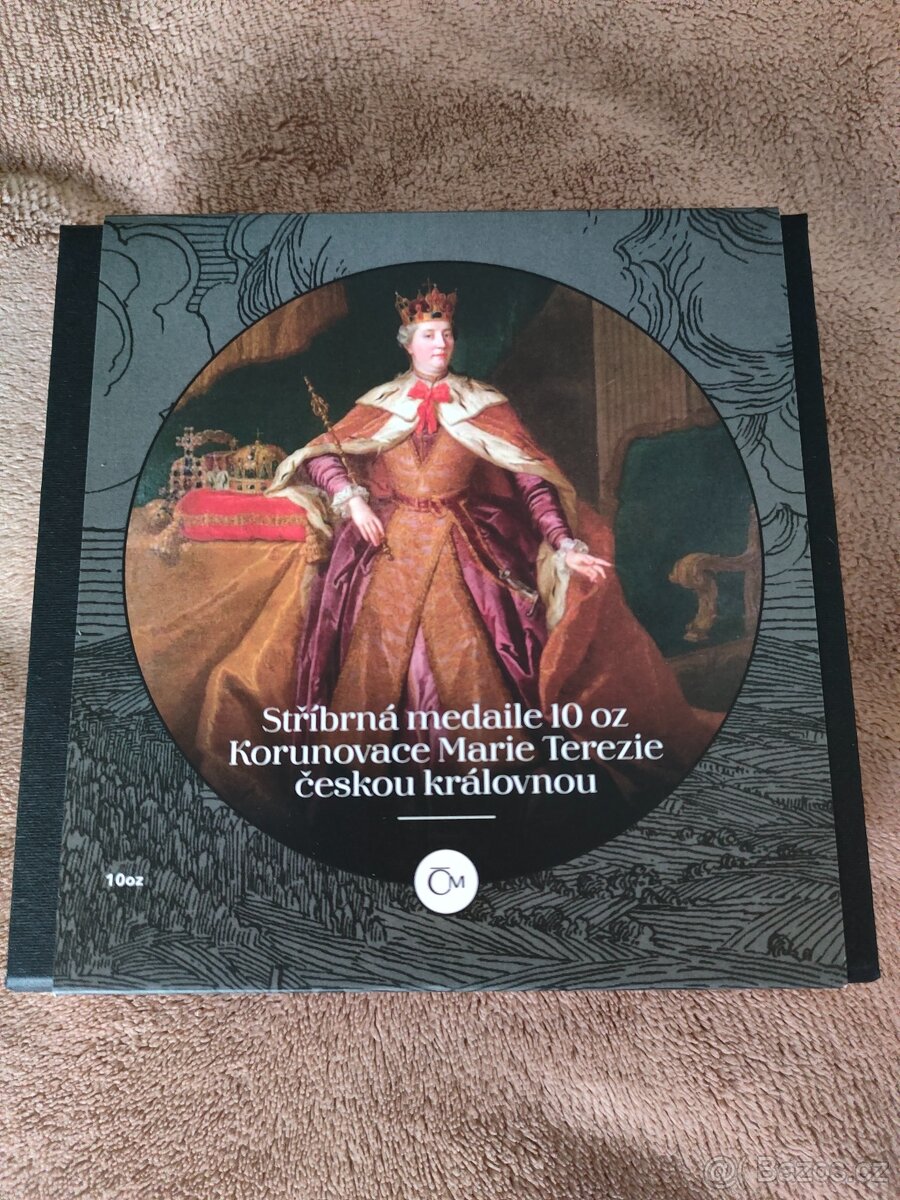 Stříbrná medaile 10 oz
Korunovace Marie Terezie
českou královnou
10oz
ČM
Bazos.cz